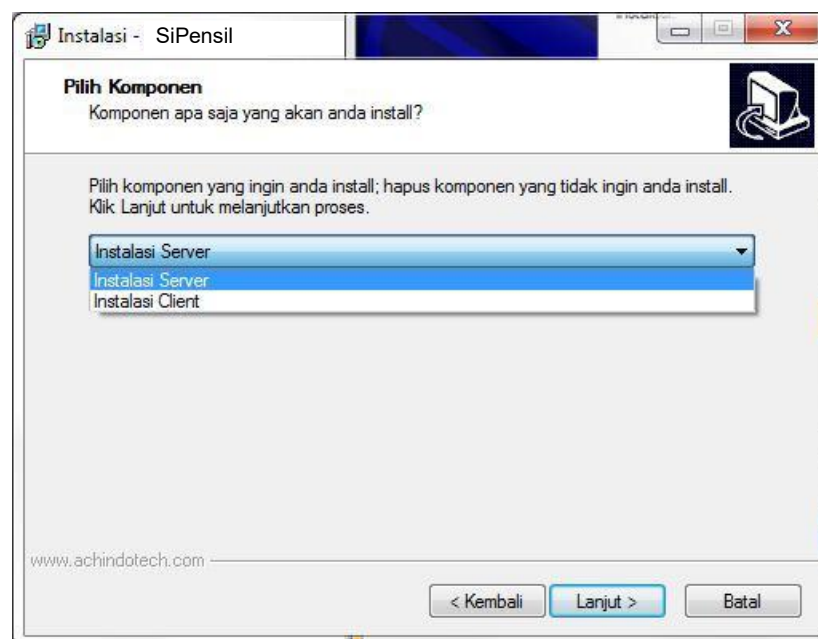 Instalasi - SiPensil
Pilih Komponen
Komponen apa saja yang akan anda install?
Pilih komponen yang ingin anda install; hapus komponen yang tidak ingin anda install.
Klik Lanjut untuk melanjutkan proses.
Instalasi Server
Instalasi Server
Instalasi Client
www.achindotech.com
< Kembali
Lanjut >
Batal